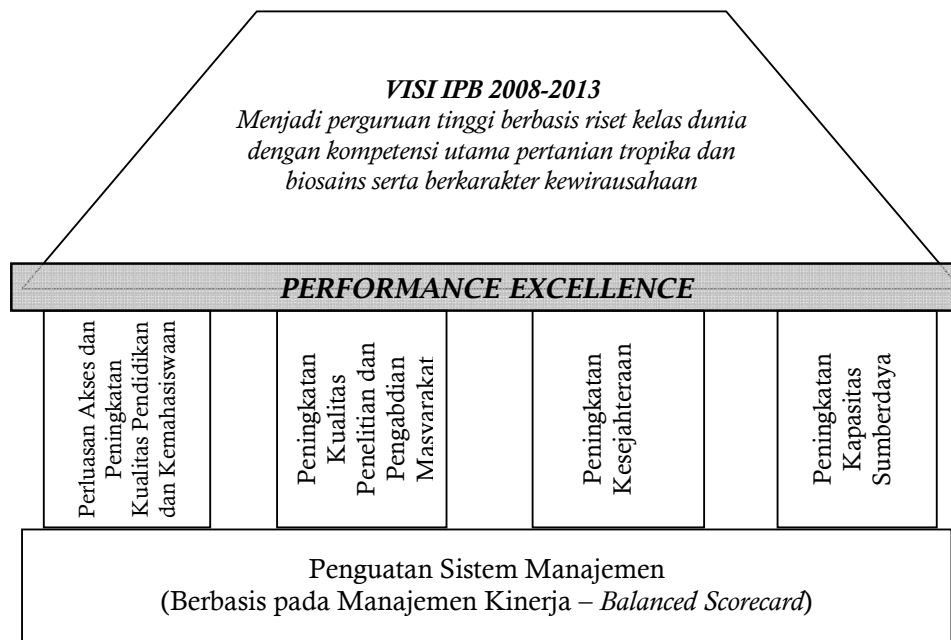 VISI IPB 2008-2013
Menjadi perguruan tinggi berbasis riset kelas dunia
dengan kompetensi utama pertanian tropika dan
biosains serta berkarakter kewirausahaan
PERFORMANCE EXCELLENCE
Perluasan Akses dan
Peningkatan
Kualitas Pendidikan
dan Kemahasiswaan
Peningkatan
Kualitas
Penelitian dan
Pengabdian
Masvarakat
Peningkatan
Kesejahteraan
Peningkatan
Kapasitas
Sumberdaya
Penguatan Sistem Manajemen
(Berbasis pada Manajemen Kinerja – Balanced Scorecard)